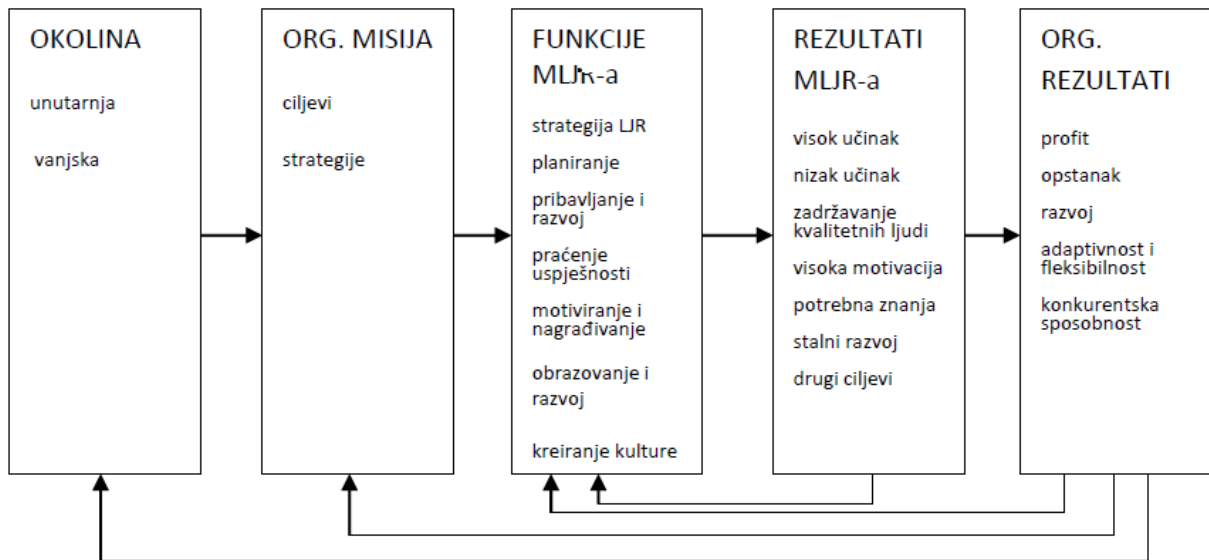 OKOLINA
unutarnja
vanjska
ORG. MISIJA
ciljevi
strategije
FUNKCIJE
MLJR-a
strategija LJR
planiranje
pribavljanje i
razvoj
praćenje
uspješnosti
motiviranje i
nagrađivanje
obrazovanje i
razvoj
kreiranje kulture
REZULTATI
MLJR-a
visok učinak
nizak učinak
zadržavanje
kvalitetnih ljudi
visoka motivacija
potrebna znanja
stalni razvoj
drugi ciljevi
ORG.
REZULTATI
profit
opstanak
razvoj
adaptivnost i
fleksibilnost
konkurentska
sposobnost